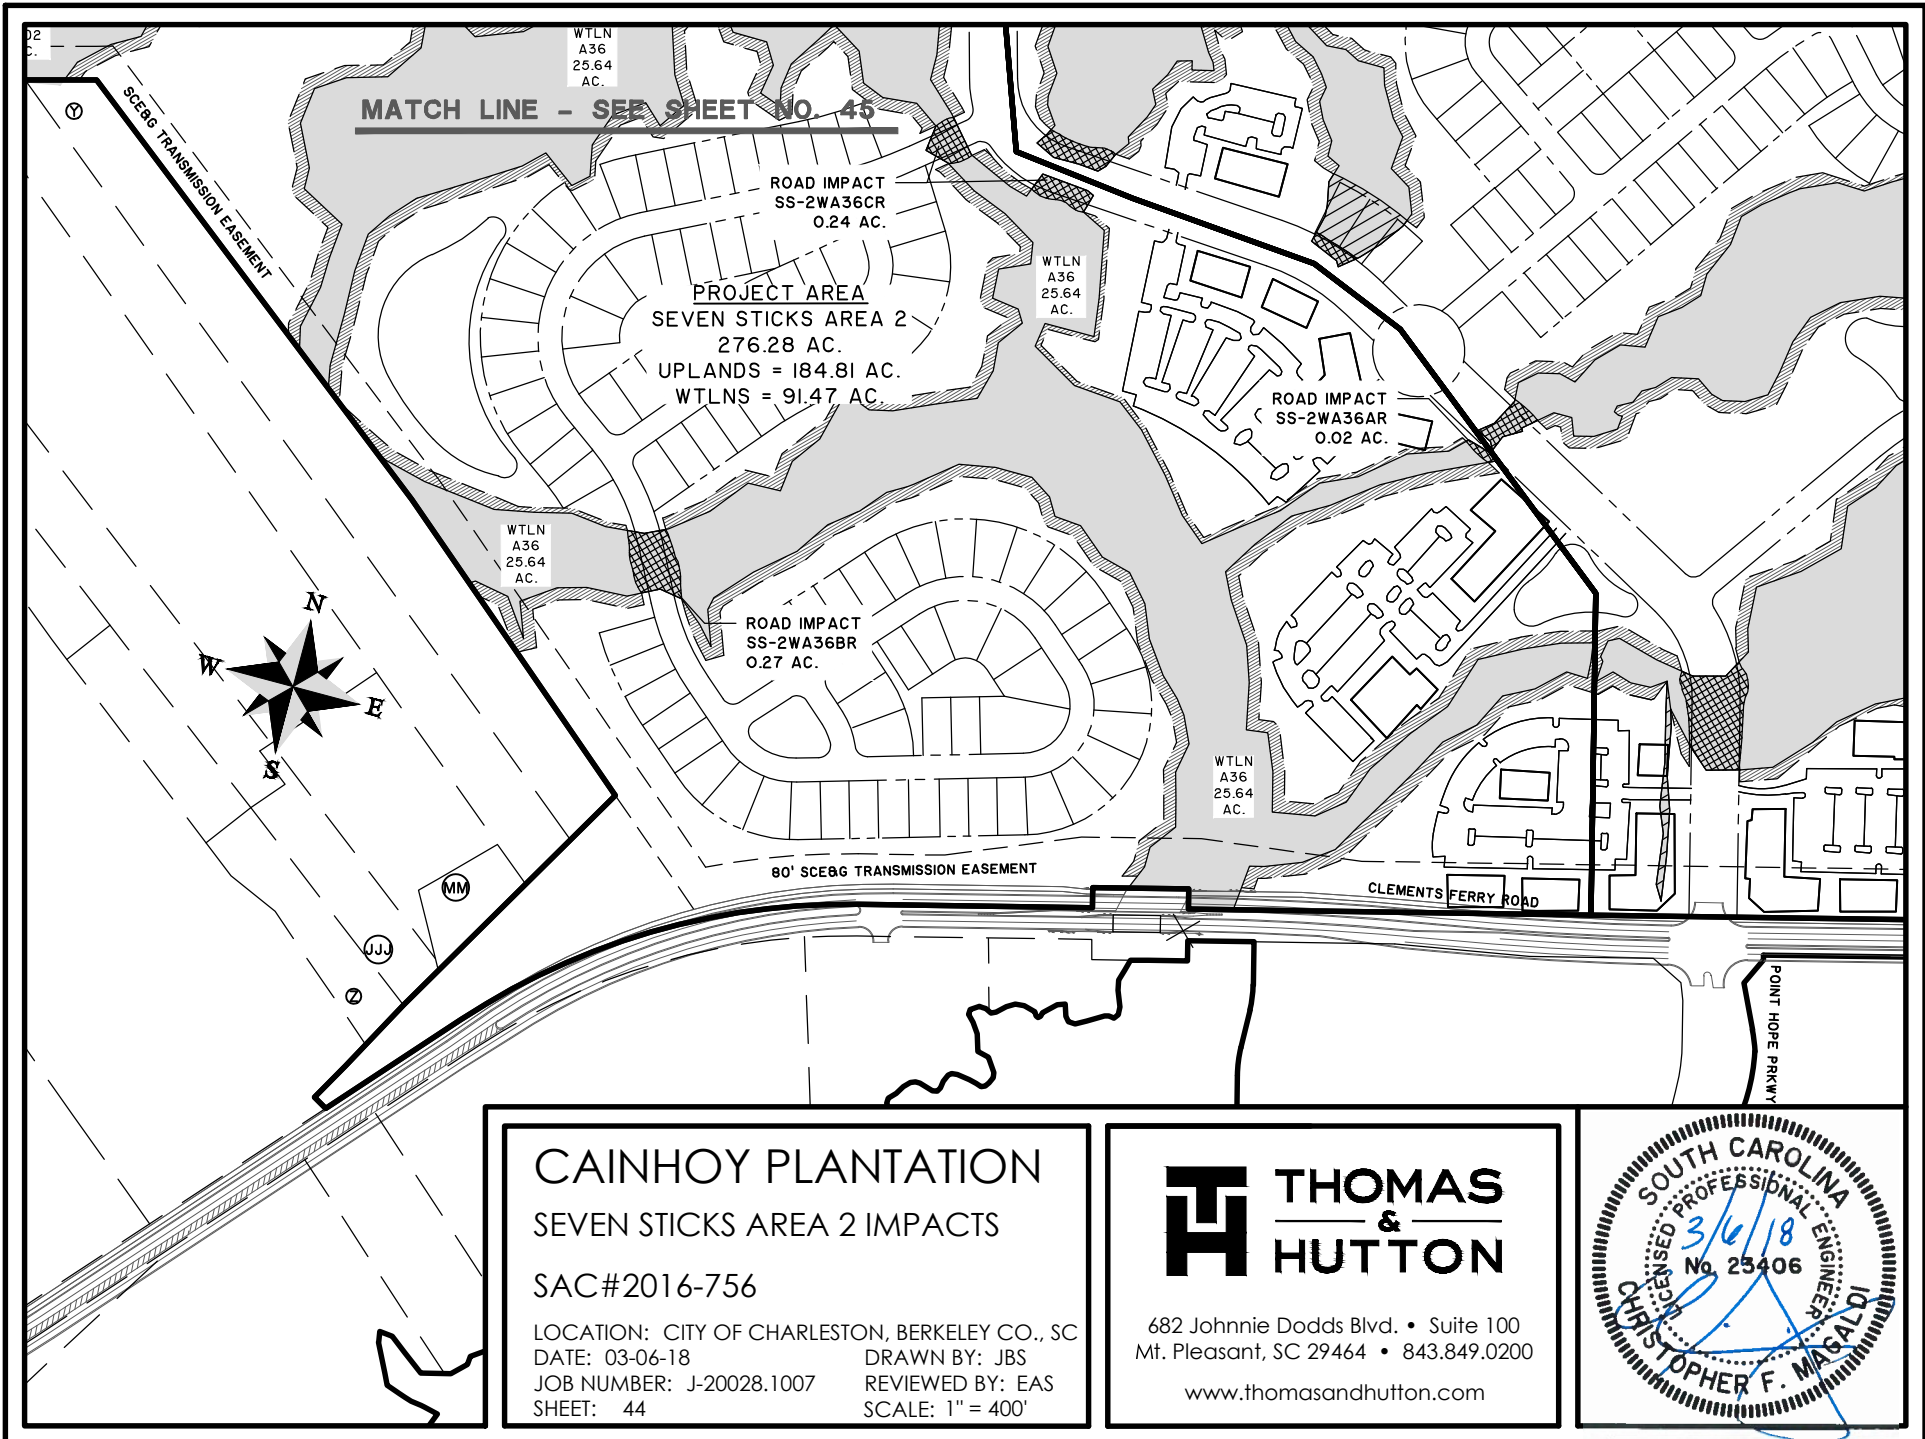 02
C.
WTLN
A36
25.64
AC.
MATCH LINE - SEE SHEET NO. 45
Y
SCE&G TRANSMISSION EASEMENT
ROAD IMPACT
SS-2WA36CR
0.24 AC.
WTLN
A36
25.64
AC.
PROJECT AREA
SEVEN STICKS AREA 2
276.28 AC.
UPLANDS = 184.81 AC.
WTLNS = 91.47 AC.
ROAD IMPACT
SS-2WA36AR
0.02 AC.
WTLN
A36
25.64
AC.
ROAD IMPACT
SS-2WA36BR
0.27 AC.
N
W
E
S
WTLN
A36
25.64
AC.
80' SCE&G TRANSMISSION EASEMENT
CLEMENTS FERRY ROAD
MM
JJJ
Z
POINT HOPE PRKWY
CAINHOY PLANTATION
SEVEN STICKS AREA 2 IMPACTS
SAC#2016-756
LOCATION: CITY OF CHARLESTON, BERKELEY CO., SC
DATE: 03-06-18 DRAWN BY: JBS
JOB NUMBER: J-20028.1007 REVIEWED BY: EAS
SHEET: 44 SCALE: 1" = 400'
TH
THOMAS
&
HUTTON
682 Johnnie Dodds Blvd. • Suite 100
Mt. Pleasant, SC 29464 • 843.849.0200
www.thomasandhutton.com
SOUTH CAROLINA
LICENSED PROFESSIONAL ENGINEER
3/6/18
No. 23406
CHRISTOPHER F. MAGALDI